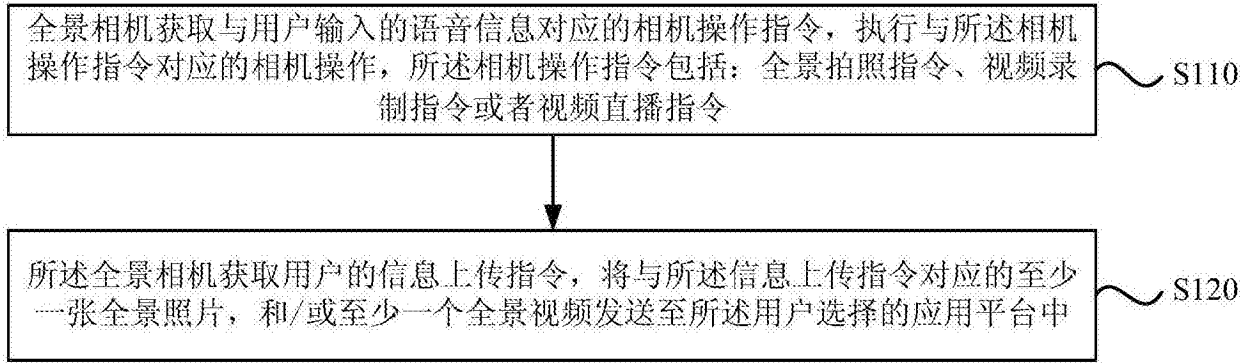 全景相机获取与用户输入的语音信息对应的相机操作指令，执行与所述相机
操作指令对应的相机操作，所述相机操作指令包括：全景拍照指令、视频录
制指令或者视频直播指令
S110
所述全景相机获取用户的信息上传指令，将与所述信息上传指令对应的至少
一张全景照片，和/或至少一个全景视频发送至所述用户选择的应用平台中
S120